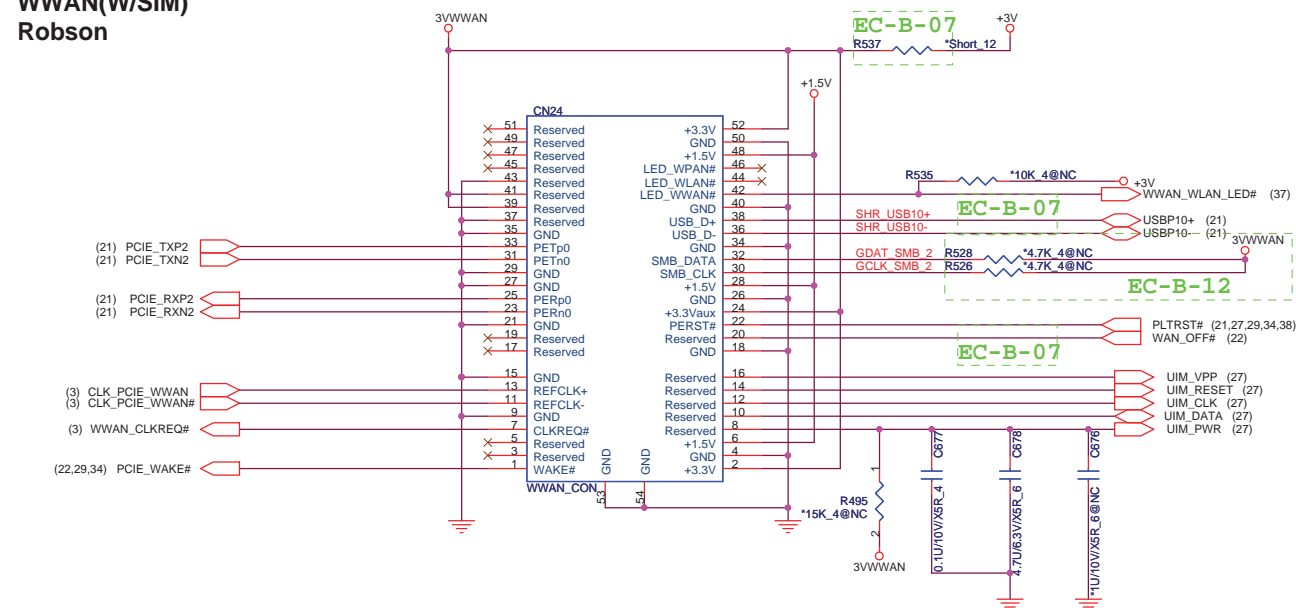 WWAN(W/SIM)
Robson
3VWWAN
EC-B-07
+3V
R537
*Short_12
+1.5V
CN24
51 Reserved
49 Reserved
47 Reserved
45 Reserved
43 Reserved
41 Reserved
39 Reserved
37 Reserved
35 GND
(21) PCIE_TXP2 33 PETp0
(21) PCIE_TXN2 31 PETn0
29 GND
27 GND
(21) PCIE_RXP2 25 PERp0
(21) PCIE_RXN2 23 PERn0
21 GND
19 Reserved
17 Reserved
15 GND
(3) CLK_PCIE_WWAN 13 REFCLK+
(3) CLK_PCIE_WWAN# 11 REFCLK-
9 GND
(3) WWAN_CLKREQ# 7 CLKREQ#
5 Reserved
3 Reserved
(22,29,34) PCIE_WAKE# 1 WAKE#
+3.3V 52
GND 50
+1.5V 48
LED_WPAN# 46
LED_WLAN# 44
LED_WWAN# 42
GND 40
USB_D+ 38
USB_D- 36
GND 34
SMB_DATA 32
SMB_CLK 30
+1.5V 28
GND 26
+3.3Vaux 24
PERST# 22
Reserved 20
GND 18
Reserved 16
Reserved 14
Reserved 12
Reserved 10
Reserved 8
+1.5V 6
GND 4
+3.3V 2
GND 53
GND 54
WWAN_CON
R535 *10K_4@NC +3V
WWAN_WLAN_LED# (37)
EC-B-07
SHR_USB10+ USBP10+ (21)
SHR_USB10- USBP10- (21)
3VWWAN
GDAT_SMB_2 R528 *4.7K_4@NC
GCLK_SMB_2 R526 *4.7K_4@NC
EC-B-12
PLTRST# (21,27,29,34,38)
WAN_OFF# (22)
EC-B-07
UIM_VPP (27)
UIM_RESET (27)
UIM_CLK (27)
UIM_DATA (27)
UIM_PWR (27)
1
R495
*15K_4@NC
2
3VWWAN
C677
0.1U/10V/X5R_4
C678
4.7U/6.3V/X5R_6
C676
*1U/10V/X5R_6@NC